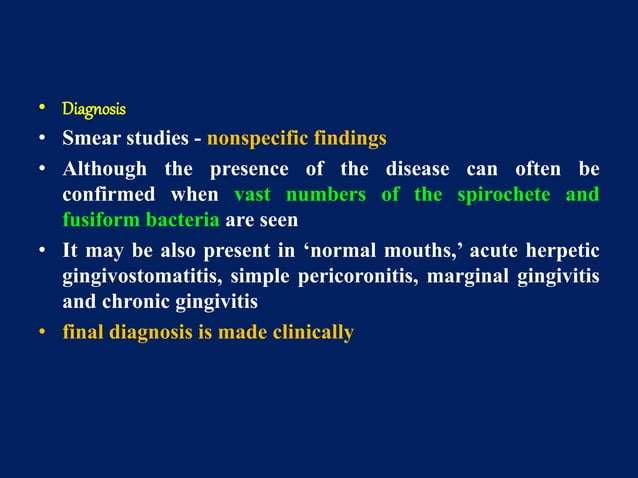 • Diagnosis
• Smear studies - nonspecific findings
• Although the presence of the disease can often be
confirmed when vast numbers of the spirochete and
fusiform bacteria are seen
• It may be also present in ‘normal mouths,’ acute herpetic
gingivostomatitis, simple pericoronitis, marginal gingivitis
and chronic gingivitis
• final diagnosis is made clinically